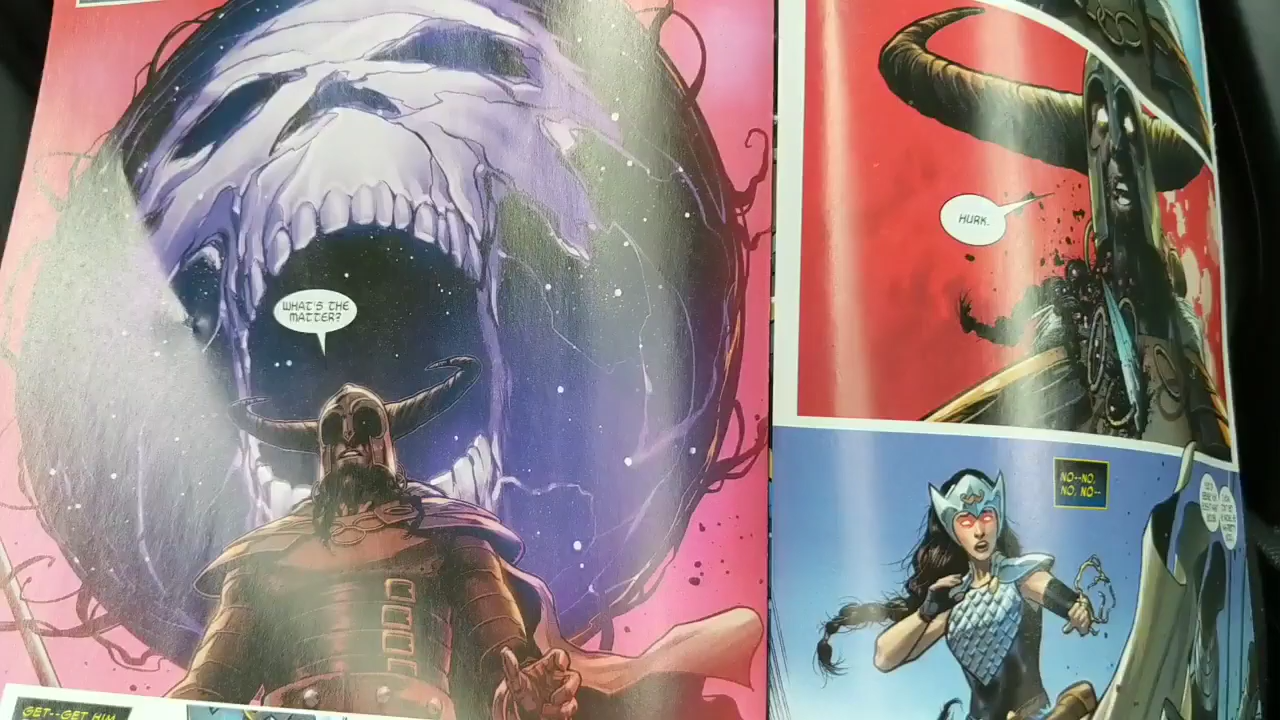 WHAT'S THE
MATTER?
GET--GET HIM
HURK.
NO--NO,
NO, NO--